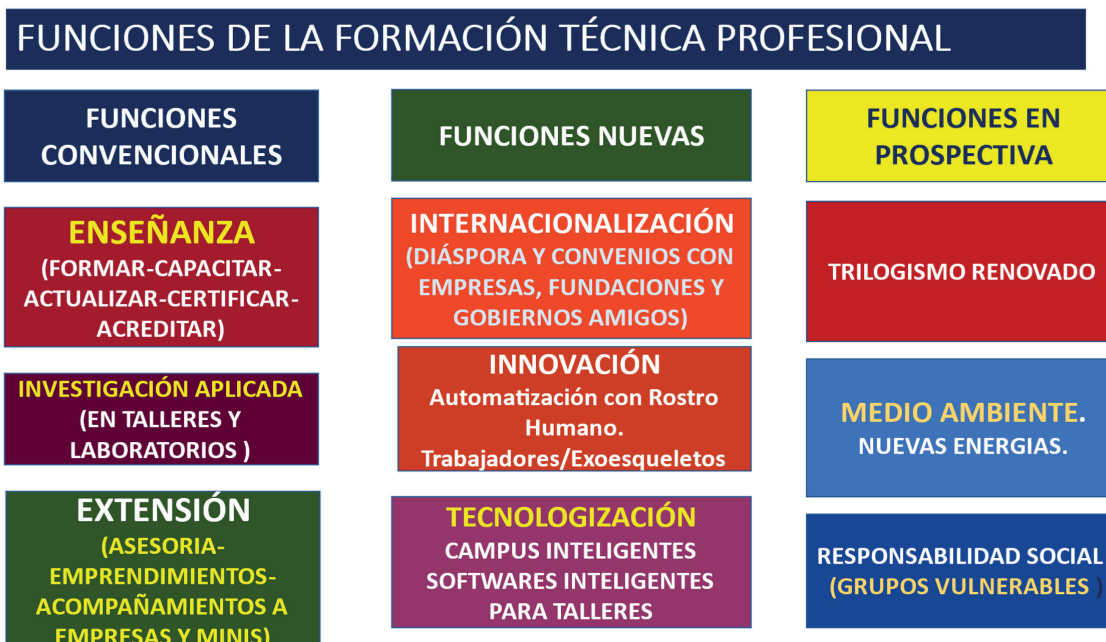 FUNCIONES DE LA FORMACIÓN TÉCNICA PROFESIONAL
FUNCIONES
CONVENCIONALES
ENSEÑANZA
(FORMAR-CAPACITAR-
ACTUALIZAR-CERTIFICAR-
ACREDITAR)
INVESTIGACIÓN APLICADA
(EN TALLERES Y
LABORATORIOS )
EXTENSIÓN
(ASESORIA-
EMPRENDIMIENTOS-
ACOMPAÑAMIENTOS A
EMPRESAS Y MINIS)
FUNCIONES NUEVAS
INTERNACIONALIZACIÓN
(DIÁSPORA Y CONVENIOS CON
EMPRESAS, FUNDACIONES Y
GOBIERNOS AMIGOS)
INNOVACIÓN
Automatización con Rostro
Humano.
Trabajadores/Exoesqueletos
TECNOLOGIZACIÓN
CAMPUS INTELIGENTES
SOFTWARES INTELIGENTES
PARA TALLERES
FUNCIONES EN
PROSPECTIVA
TRILOGISMO RENOVADO
MEDIO AMBIENTE.
NUEVAS ENERGIAS.
RESPONSABILIDAD SOCIAL
(GRUPOS VULNERABLES )